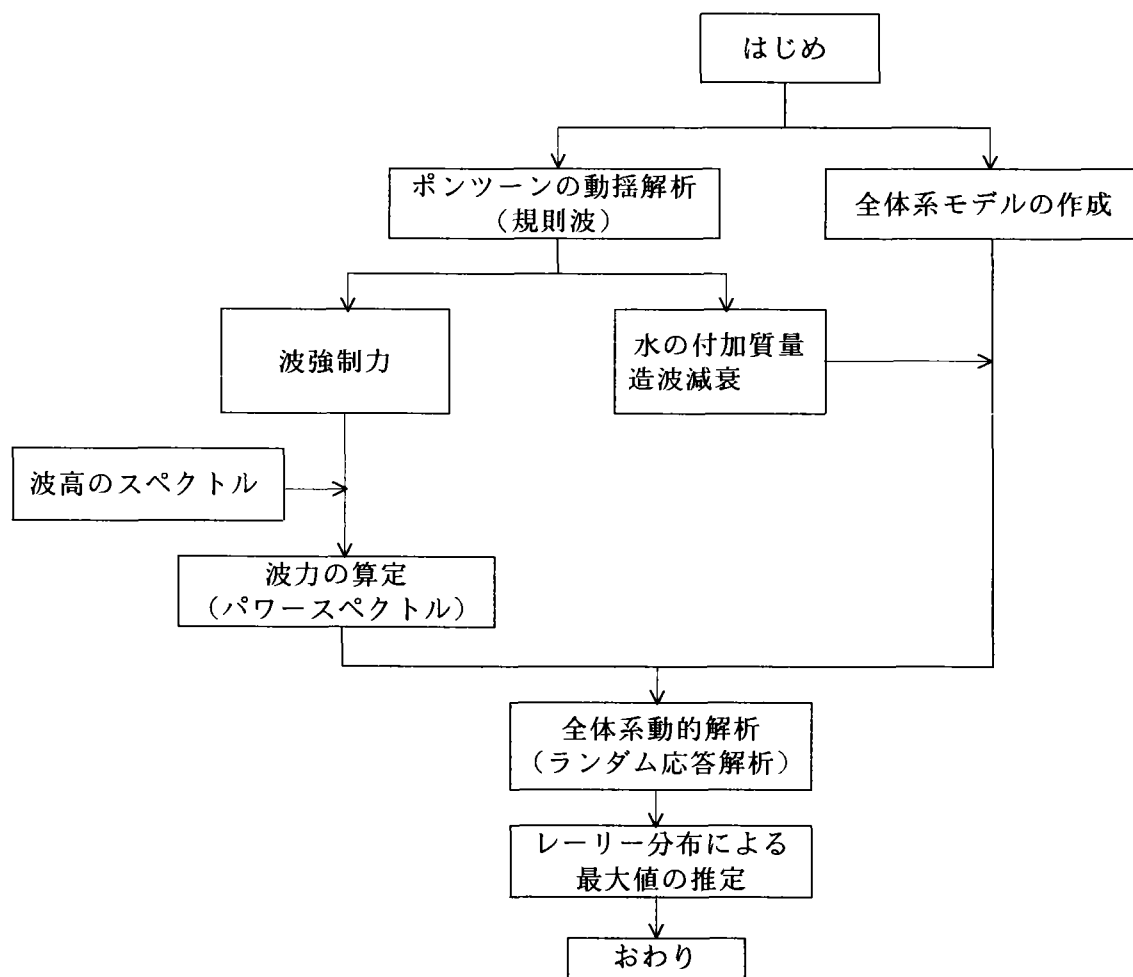 はじめ
ポンツーンの動揺解析
(規則波)
全体系モデルの作成
波強制力
水の付加質量
造波減衰
波高のスペクトル
波力の算定
(パワースペクトル)
全体系動的解析
(ランダム応答解析)
レーリー分布による
最大値の推定
おわり